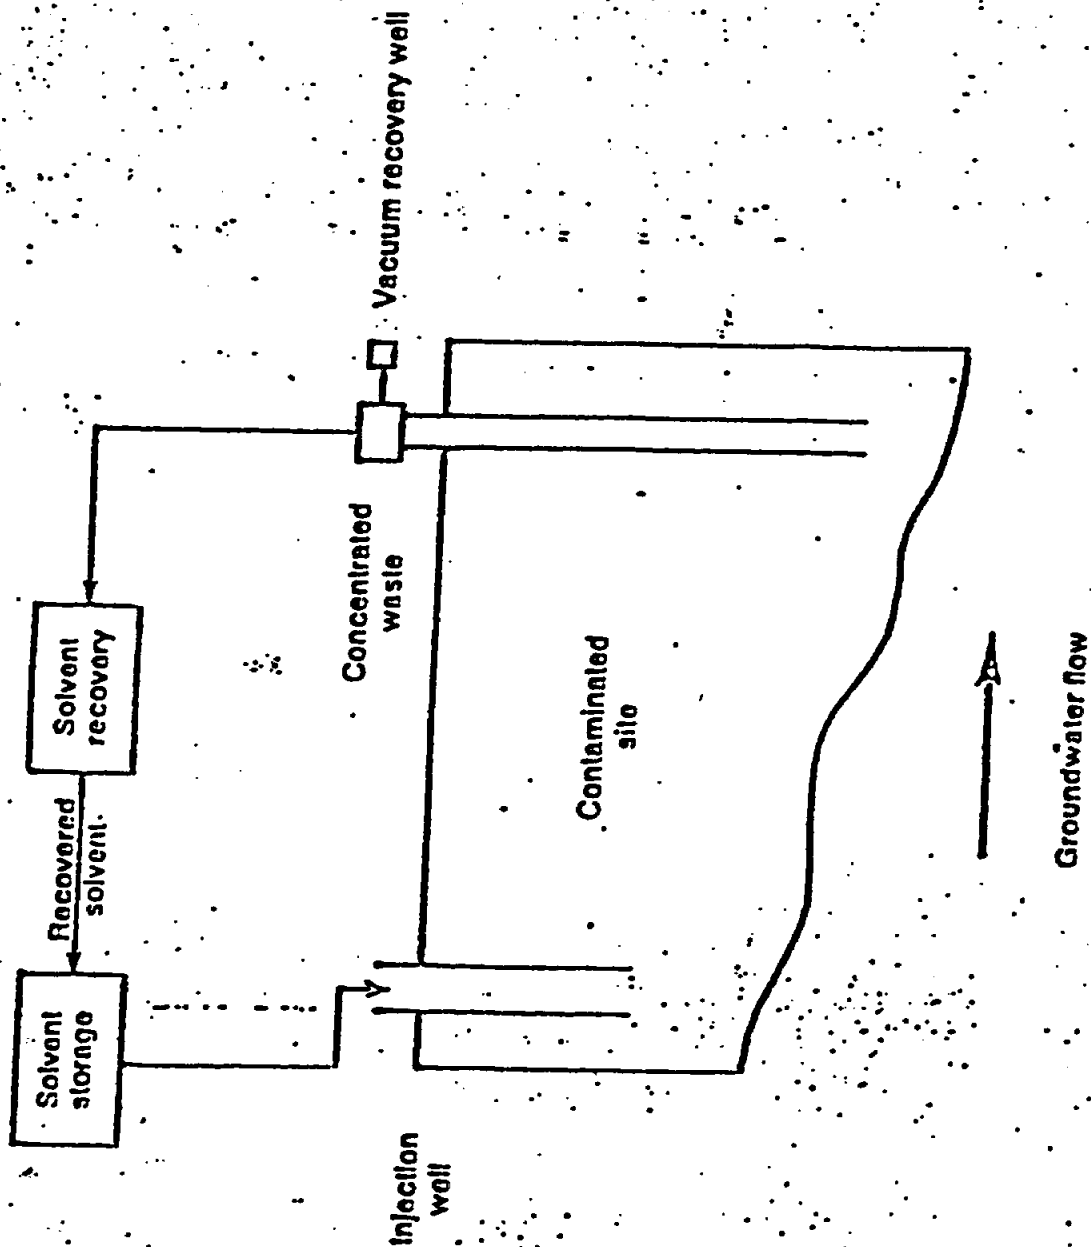 Solvent
storage
Recovered
solvent
Solvent
recovery
Injection
well
Concentrated
waste
Vacuum recovery well
Contaminated
site
Groundwater flow